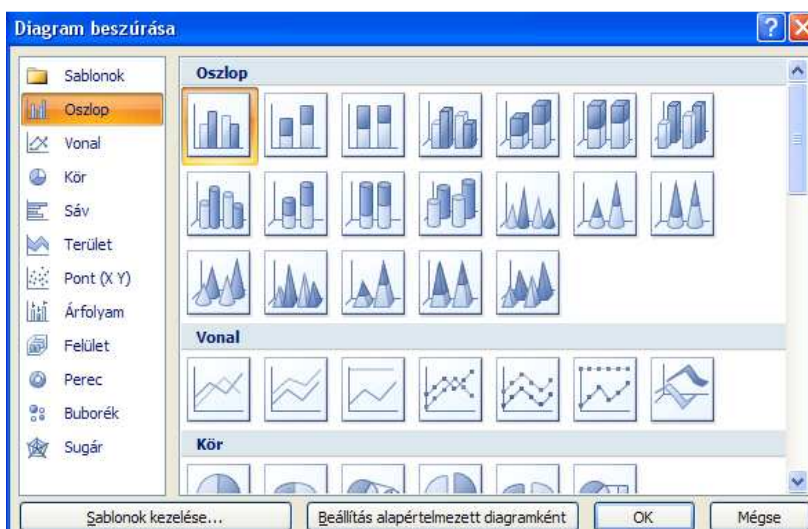 Diagram beszúrása
Sablonok
Oszlop
Vonal
Kör
Sáv
Terület
Pont (X Y)
Árfolyam
Felület
Perec
Buborék
Sugár
Oszlop
Vonal
Kör
Sablonok kezelése...
Beállítás alapértelmezett diagramként
OK
Mégse